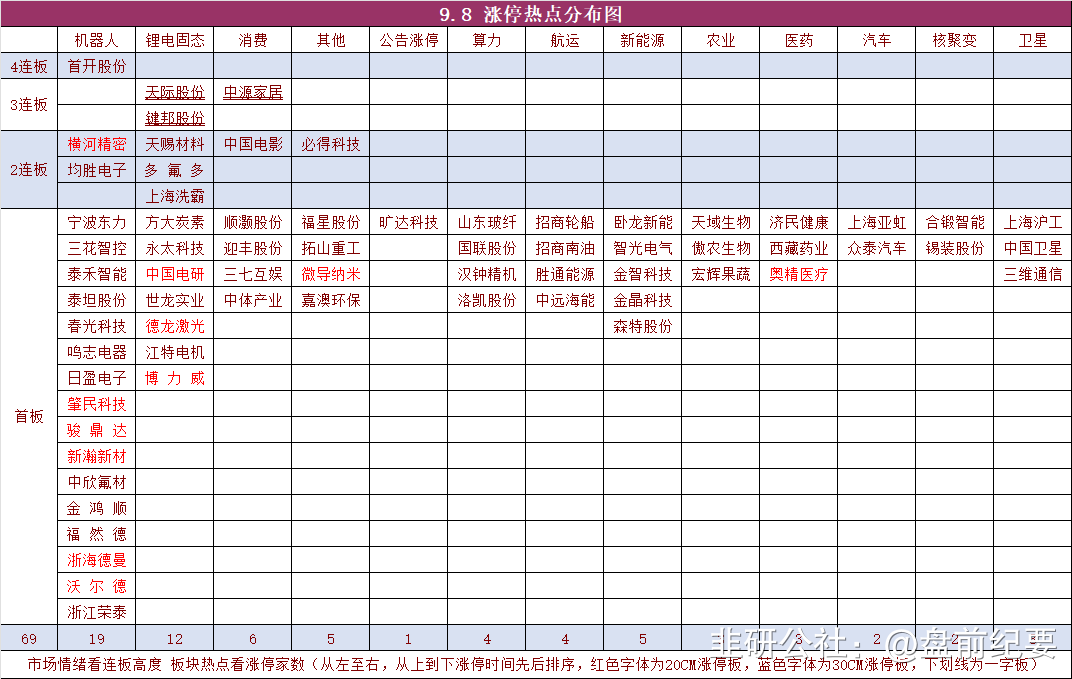 9.8 涨停热点分布图
机器人 锂电固态 消费 其他 公告涨停 算力 航运 新能源 农业 医药 汽车 核聚变 卫星
4连板 首开股份
天际股份 中源家居
3连板
键邦股份
横河精密 天赐材料 中国电影 必得科技
2连板 均胜电子 多氟多
上海洗霸
宁波东力 方大炭素 顺灏股份 福星股份 旷达科技 山东玻纤 招商轮船 卧龙新能 天域生物 济民健康 上海亚虹 合锻智能 上海沪工
三花智控 永太科技 迎丰股份 拓山重工 国联股份 招商南油 智光电气 傲农生物 西藏药业 众泰汽车 锡装股份 中国卫星
泰禾智能 中国电研 三七互娱 微导纳米 汉钟精机 胜通能源 金智科技 宏辉果蔬 奥精医疗 三维通信
泰坦股份 世龙实业 中体产业 嘉澳环保 洛凯股份 中远海能 金晶科技
春光科技 德龙激光 森特股份
鸣志电器 江特电机
日盈电子 博力威
肇民科技
首板
骏鼎达
新瀚新材
中欣氟材
金鸿顺
福然德
浙海德曼
沃尔德
浙江荣泰
69 19 12 6 5 1 4 4 5 2
非研公社：@盘前纪要
市场情绪看连板高度 板块热点看涨停家数（从左至右，从上到下涨停时间先后排序，红色字体为20CM涨停板，蓝色字体为30CM涨停板，下划线为一字板）